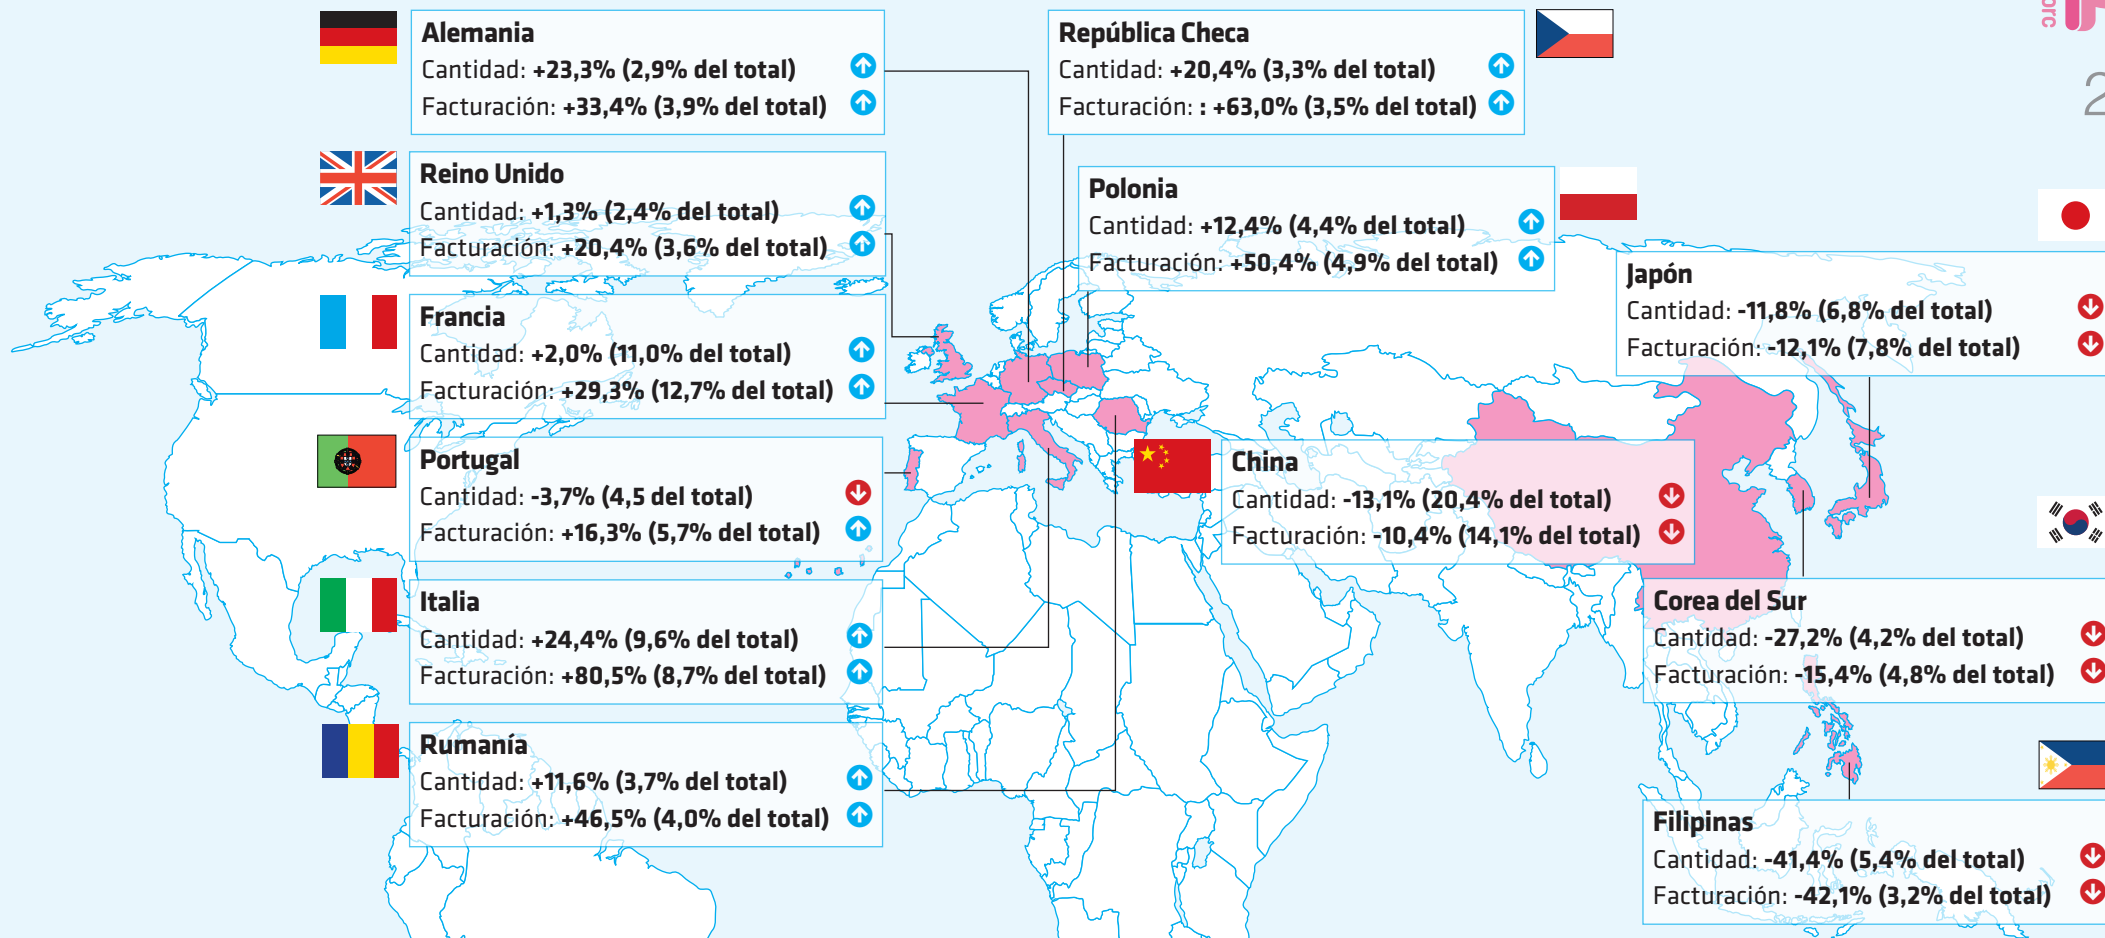 Alemania
Cantidad: +23,3% (2,9% del total)
Facturación: +33,4% (3,9% del total)
República Checa
Cantidad: +20,4% (3,3% del total)
Facturación: : +63,0% (3,5% del total)
orc
2
Reino Unido
Cantidad: +1,3% (2,4% del total)
Facturación: +20,4% (3,6% del total)
Polonia
Cantidad: +12,4% (4,4% del total)
Facturación: +50,4% (4,9% del total)
Japón
Cantidad: -11,8% (6,8% del total)
Facturación: -12,1% (7,8% del total)
Francia
Cantidad: +2,0% (11,0% del total)
Facturación: +29,3% (12,7% del total)
Portugal
Cantidad: -3,7% (4,5 del total)
Facturación: +16,3% (5,7% del total)
China
Cantidad: -13,1% (20,4% del total)
Facturación: -10,4% (14,1% del total)
Italia
Cantidad: +24,4% (9,6% del total)
Facturación: +80,5% (8,7% del total)
Corea del Sur
Cantidad: -27,2% (4,2% del total)
Facturación: -15,4% (4,8% del total)
Rumanía
Cantidad: +11,6% (3,7% del total)
Facturación: +46,5% (4,0% del total)
Filipinas
Cantidad: -41,4% (5,4% del total)
Facturación: -42,1% (3,2% del total)